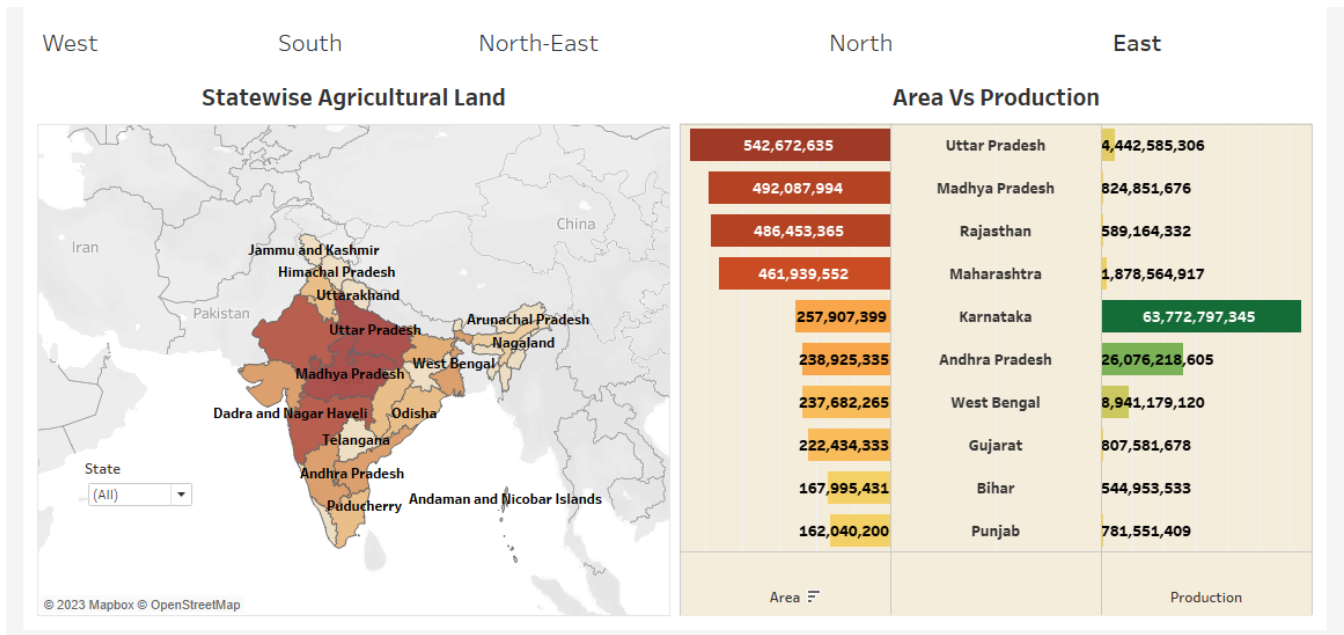 West South North-East North East
Statewise Agricultural Land
Area Vs Production
Iran
China
Pakistan
Jammu and Kashmir
Himachal Pradesh
Uttarakhand
Uttar Pradesh
Arunachal Pradesh
Nagaland
West Bengal
Madhya Pradesh
Dadra and Nagar Haveli
Odisha
Telangana
Andhra Pradesh
Puducherry
Andaman and Nicobar Islands
State
(All)
© 2023 Mapbox © OpenStreetMap
542,672,635 Uttar Pradesh 4,442,585,306
492,087,994 Madhya Pradesh 824,851,676
486,453,365 Rajasthan 589,164,332
461,939,552 Maharashtra 1,878,564,917
257,907,399 Karnataka 63,772,797,345
238,925,335 Andhra Pradesh 26,076,218,605
237,682,265 West Bengal 8,941,179,120
222,434,333 Gujarat 807,581,678
167,995,431 Bihar 544,953,533
162,040,200 Punjab 781,551,409
Area Production